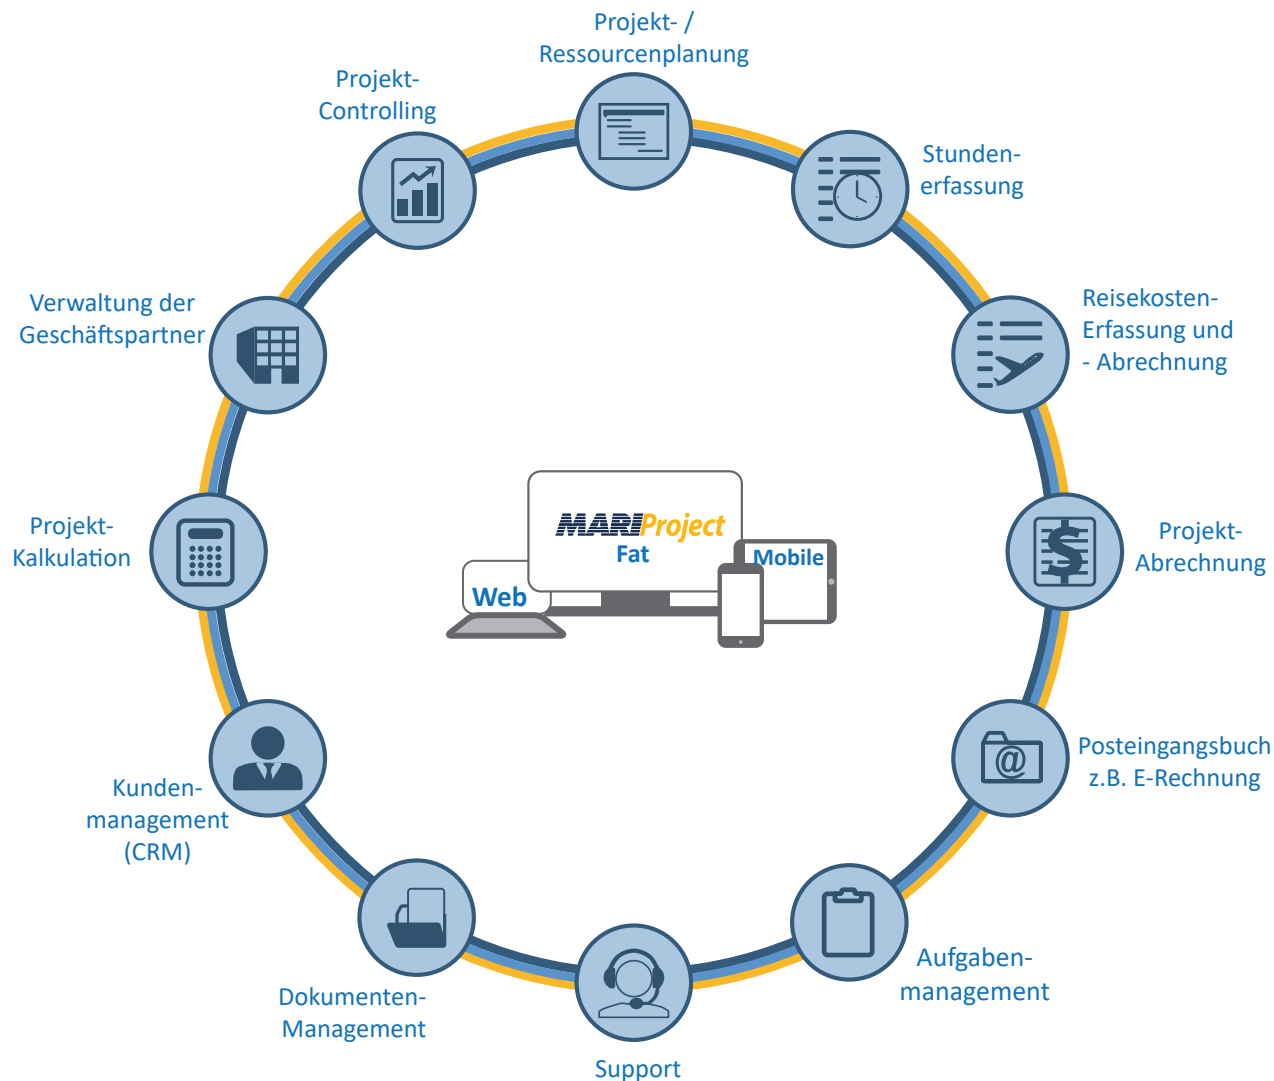 Projekt- /
Ressourcenplanung
Projekt-
Controlling
Stunden-
erfassung
Verwaltung der
Geschäftspartner
Reisekosten-
Erfassung und
- Abrechnung
MARIProject
Fat
Mobile
Web
Projekt-
Kalkulation
Projekt-
Abrechnung
Posteingangsbuch
z.B. E-Rechnung
Kunden-
management
(CRM)
Aufgaben-
management
Dokumenten-
Management
Support